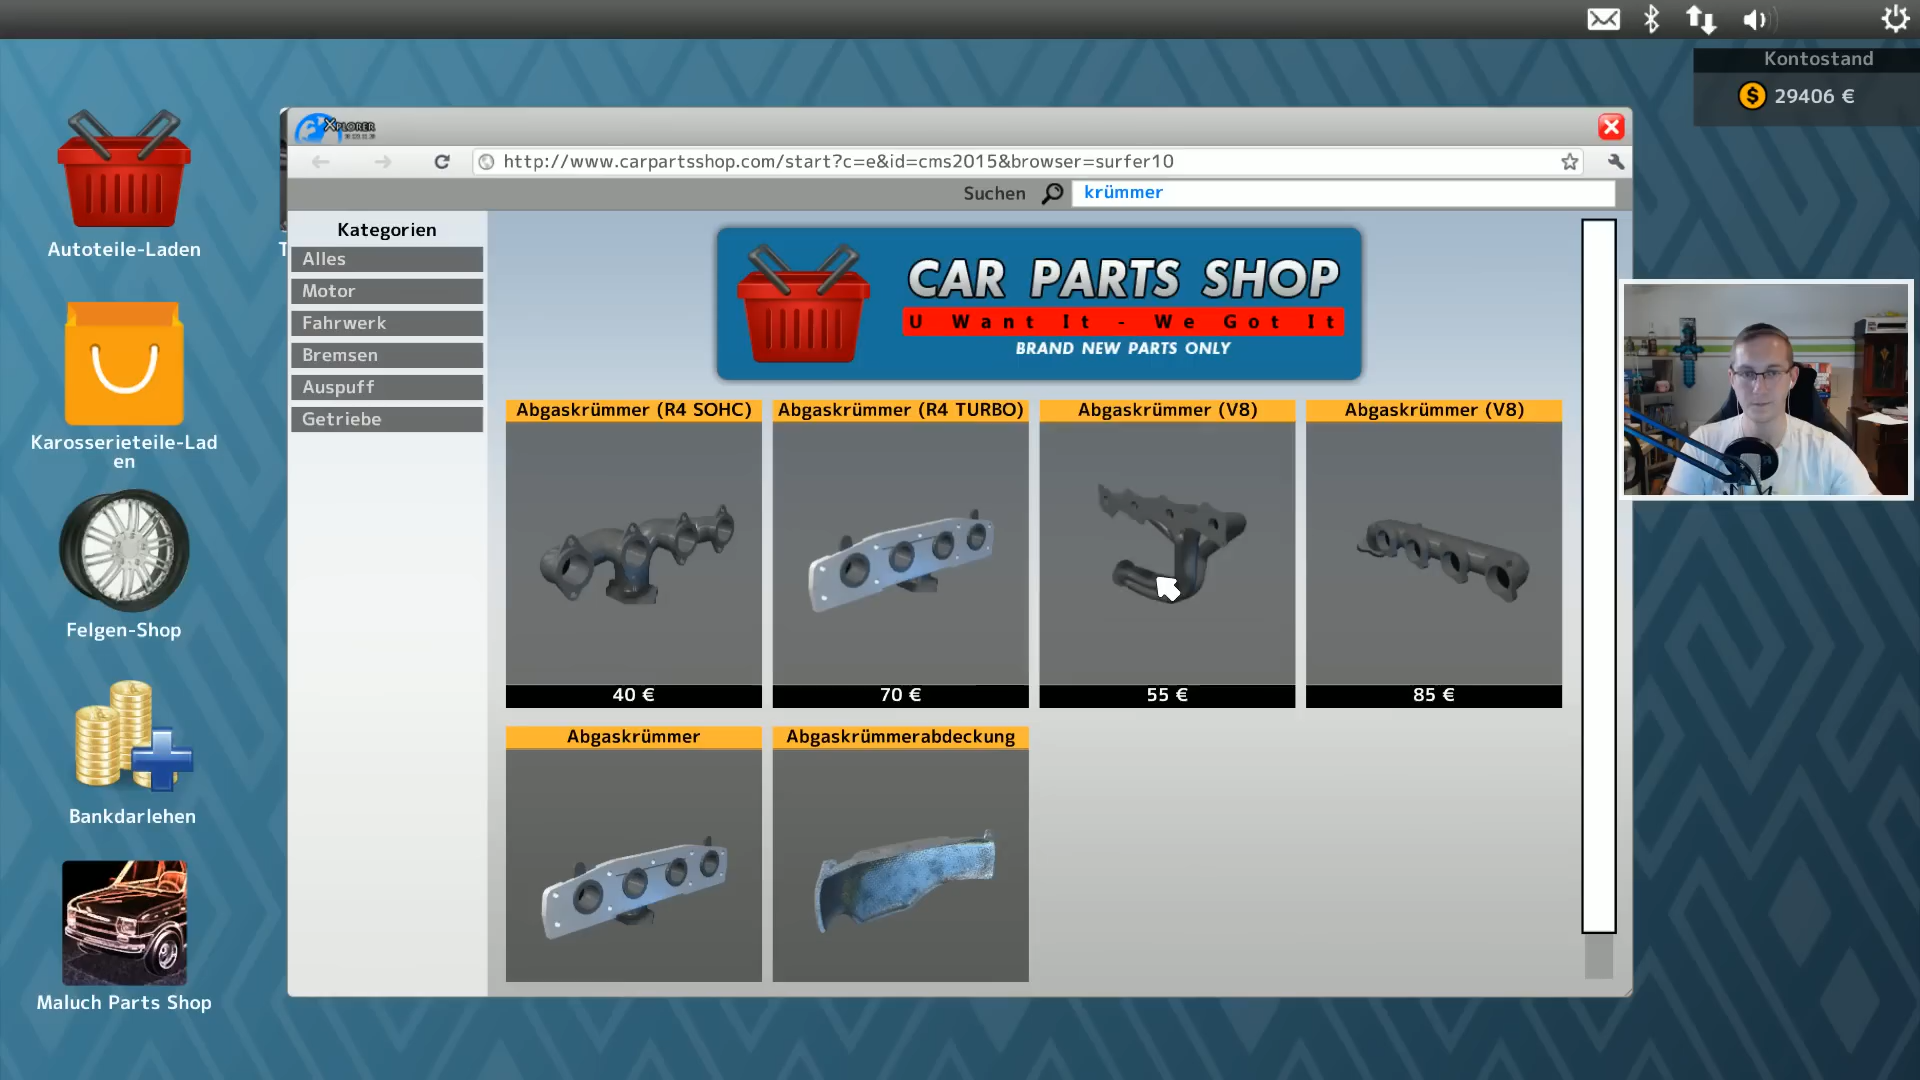 Kontostand
29406 €
XPLORER
http://www.carpartsshop.com/start?c=e&id=cms2015&browser=surfer10
Suchen
krümmer
Kategorien
Alles
Motor
Fahrwerk
Bremsen
Auspuff
Getriebe
CAR PARTS SHOP
U Want It - We Got It
BRAND NEW PARTS ONLY
Abgaskrümmer (R4 SOHC)
Abgaskrümmer (R4 TURBO)
Abgaskrümmer (V8)
Abgaskrümmer (V8)
40 €
70 €
55 €
85 €
Abgaskrümmer
Abgaskrümmerabdeckung
Autoteile-Laden
T
Karosserieteile-Lad
en
Felgen-Shop
Bankdarlehen
Maluch Parts Shop